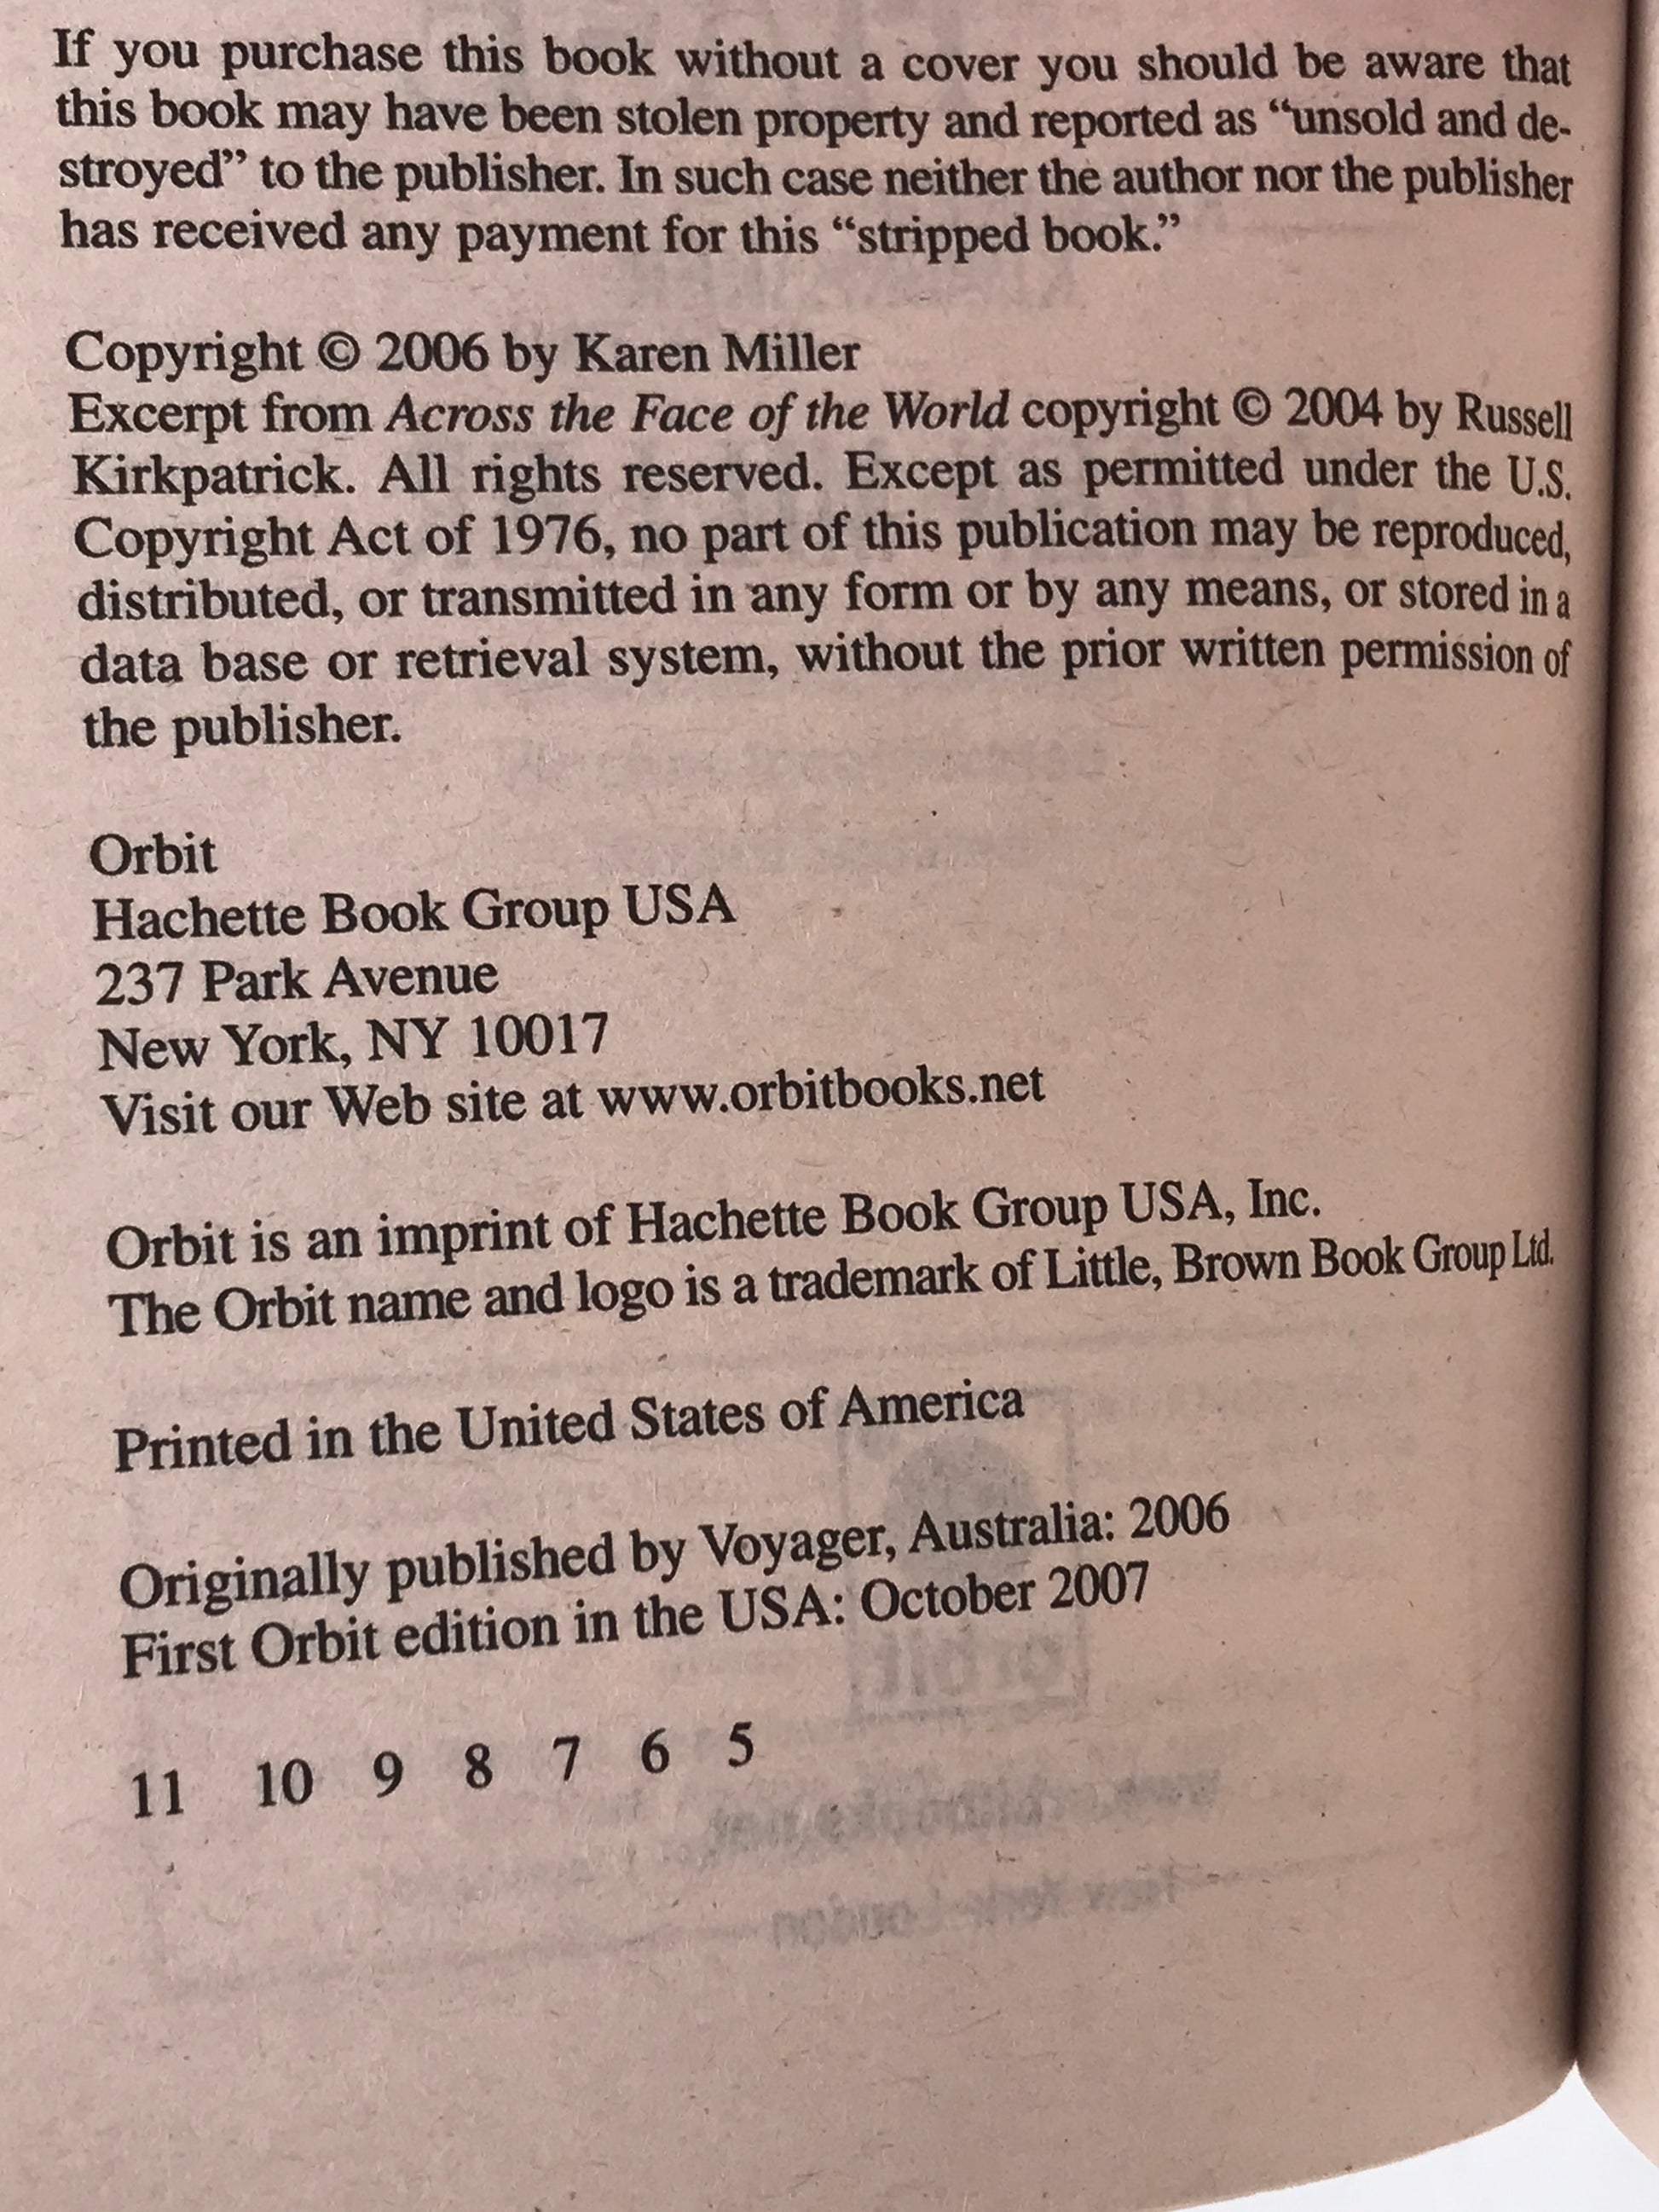 If you purchase this book without a cover you should be aware that
this book may have been stolen property and reported as “unsold and de-
stroyed” to the publisher. In such case neither the author nor the publisher
has received any payment for this “stripped book.”
Copyright © 2006 by Karen Miller
Excerpt from Across the Face of the World copyright © 2004 by Russell
Kirkpatrick. All rights reserved. Except as permitted under the U.S.
Copyright Act of 1976, no part of this publication may be reproduced,
distributed, or transmitted in any form or by any means, or stored in a
data base or retrieval system, without the prior written permission of
the publisher.
Orbit
Hachette Book Group USA
237 Park Avenue
New York, NY 10017
Visit our Web site at www.orbitbooks.net
Orbit is an imprint of Hachette Book Group USA, Inc.
The Orbit name and logo is a trademark of Little, Brown Book Group Ltd.
Printed in the United States of America
Originally published by Voyager, Australia: 2006
First Orbit edition in the USA: October 2007
11 10 9 8 7 6 5